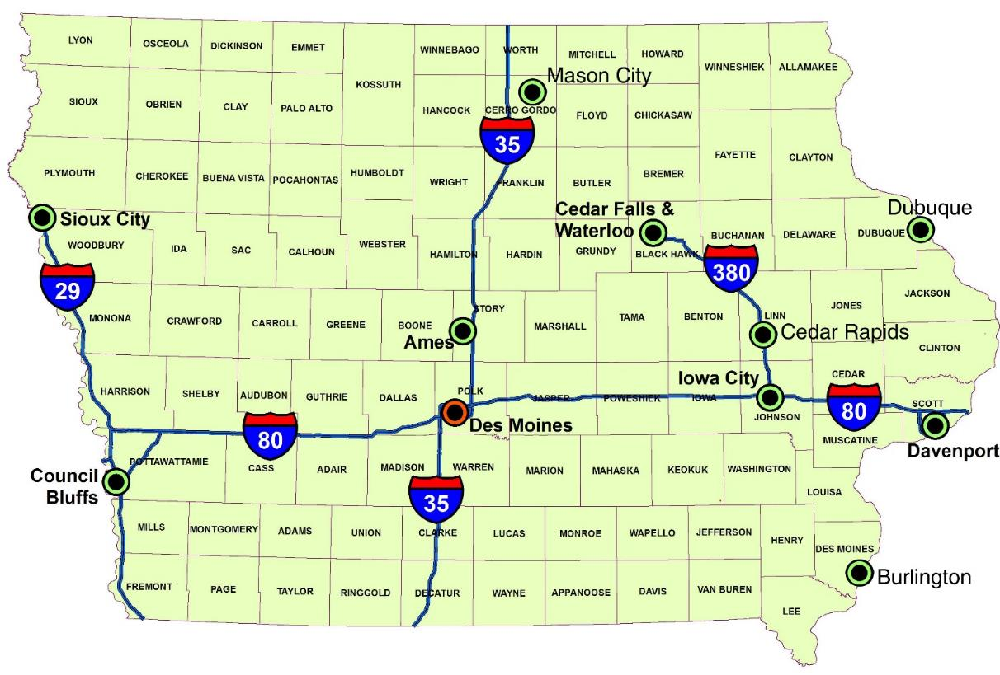 LYON
OSCEOLA
DICKINSON
EMMET
KOSSUTH
WINNEBAGO
WORTH
MITCHELL
HOWARD
WINNESHIEK
ALLAMAKEE
Mason City
SIOUX
OBRIEN
CLAY
PALO ALTO
HANCOCK
CERRO GORDO
FLOYD
CHICKASAW
35
FAYETTE
CLAYTON
PLYMOUTH
CHEROKEE
BUENA VISTA
POCAHONTAS
HUMBOLDT
WRIGHT
FRANKLIN
BUTLER
BREMER
Sioux City
Cedar Falls &
Waterloo
Dubuque
WOODBURY
IDA
SAC
CALHOUN
WEBSTER
HAMILTON
HARDIN
GRUNDY
BLACK HAWK
BUCHANAN
DELAWARE
DUBUQUE
29
380
MONONA
CRAWFORD
CARROLL
GREENE
BOONE
STORY
MARSHALL
TAMA
BENTON
LINN
JONES
JACKSON
Ames
Cedar Rapids
CLINTON
HARRISON
SHELBY
AUDUBON
GUTHRIE
DALLAS
POLK
JASPER
POWESHIEK
IOWA
Iowa City
JOHNSON
CEDAR
SCOTT
80
80
Des Moines
MUSCATINE
Davenport
POTTAWATTAMIE
CASS
ADAIR
MADISON
WARREN
MARION
MAHASKA
KEOKUK
WASHINGTON
LOUISA
Council
Bluffs
35
MILLS
MONTGOMERY
ADAMS
UNION
CLARKE
LUCAS
MONROE
WAPELLO
JEFFERSON
HENRY
DES MOINES
Burlington
FREMONT
PAGE
TAYLOR
RINGGOLD
DECATUR
WAYNE
APPANOOSE
DAVIS
VAN BUREN
LEE